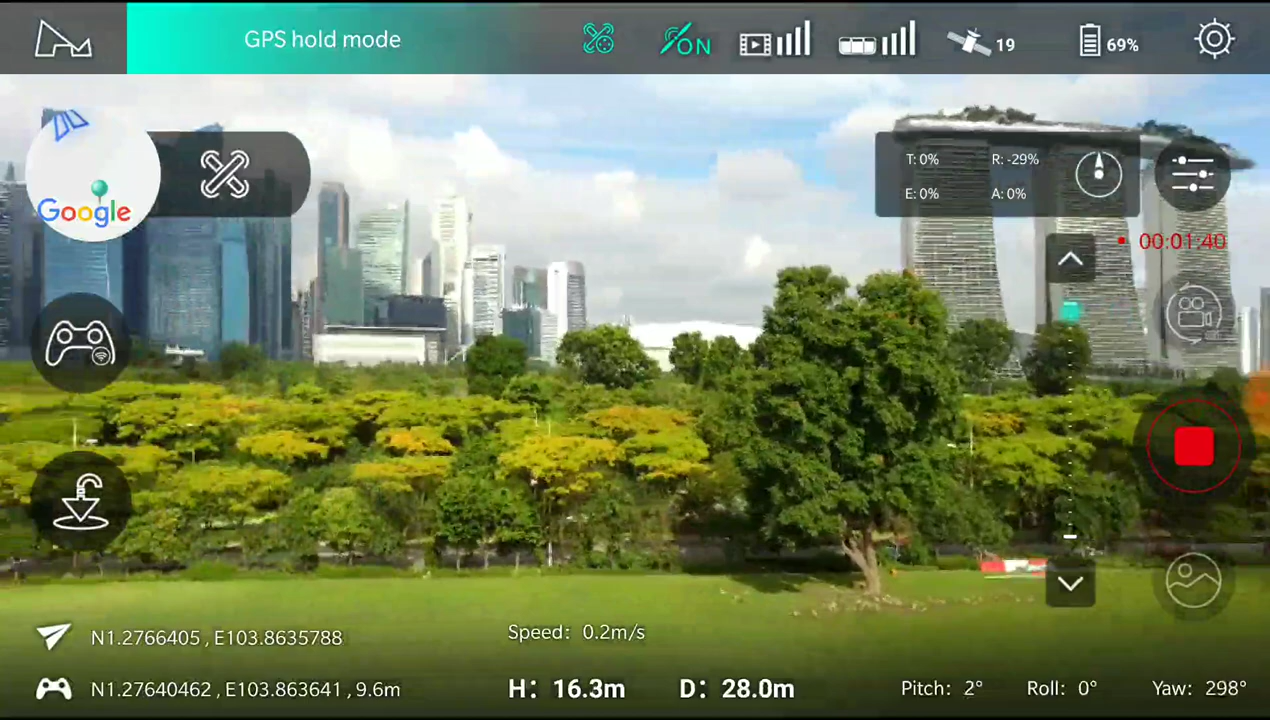 GPS hold mode
ON
19
69%
Google
T: 0% R: -29%
E: 0% A: 0%
00:01:40
N1.2766405 , E103.8635788
Speed: 0.2m/s
N1.27640462 , E103.863641 , 9.6m
H: 16.3m D: 28.0m
Pitch: 2° Roll: 0° Yaw: 298°